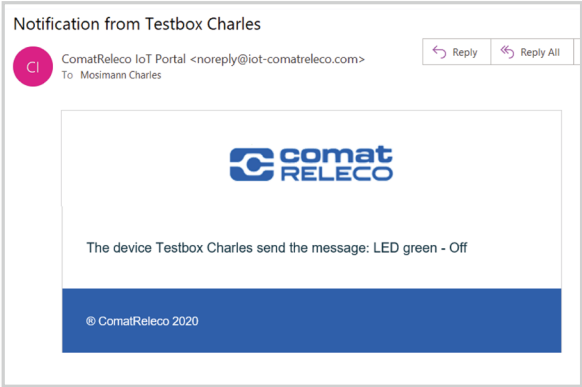 Notification from Testbox Charles
CI
ComatReleco IoT Portal <noreply@iot-comatreleco.com>
To Mosimann Charles
Reply
Reply All
comat
RELECO
The device Testbox Charles send the message: LED green - Off
® ComatReleco 2020